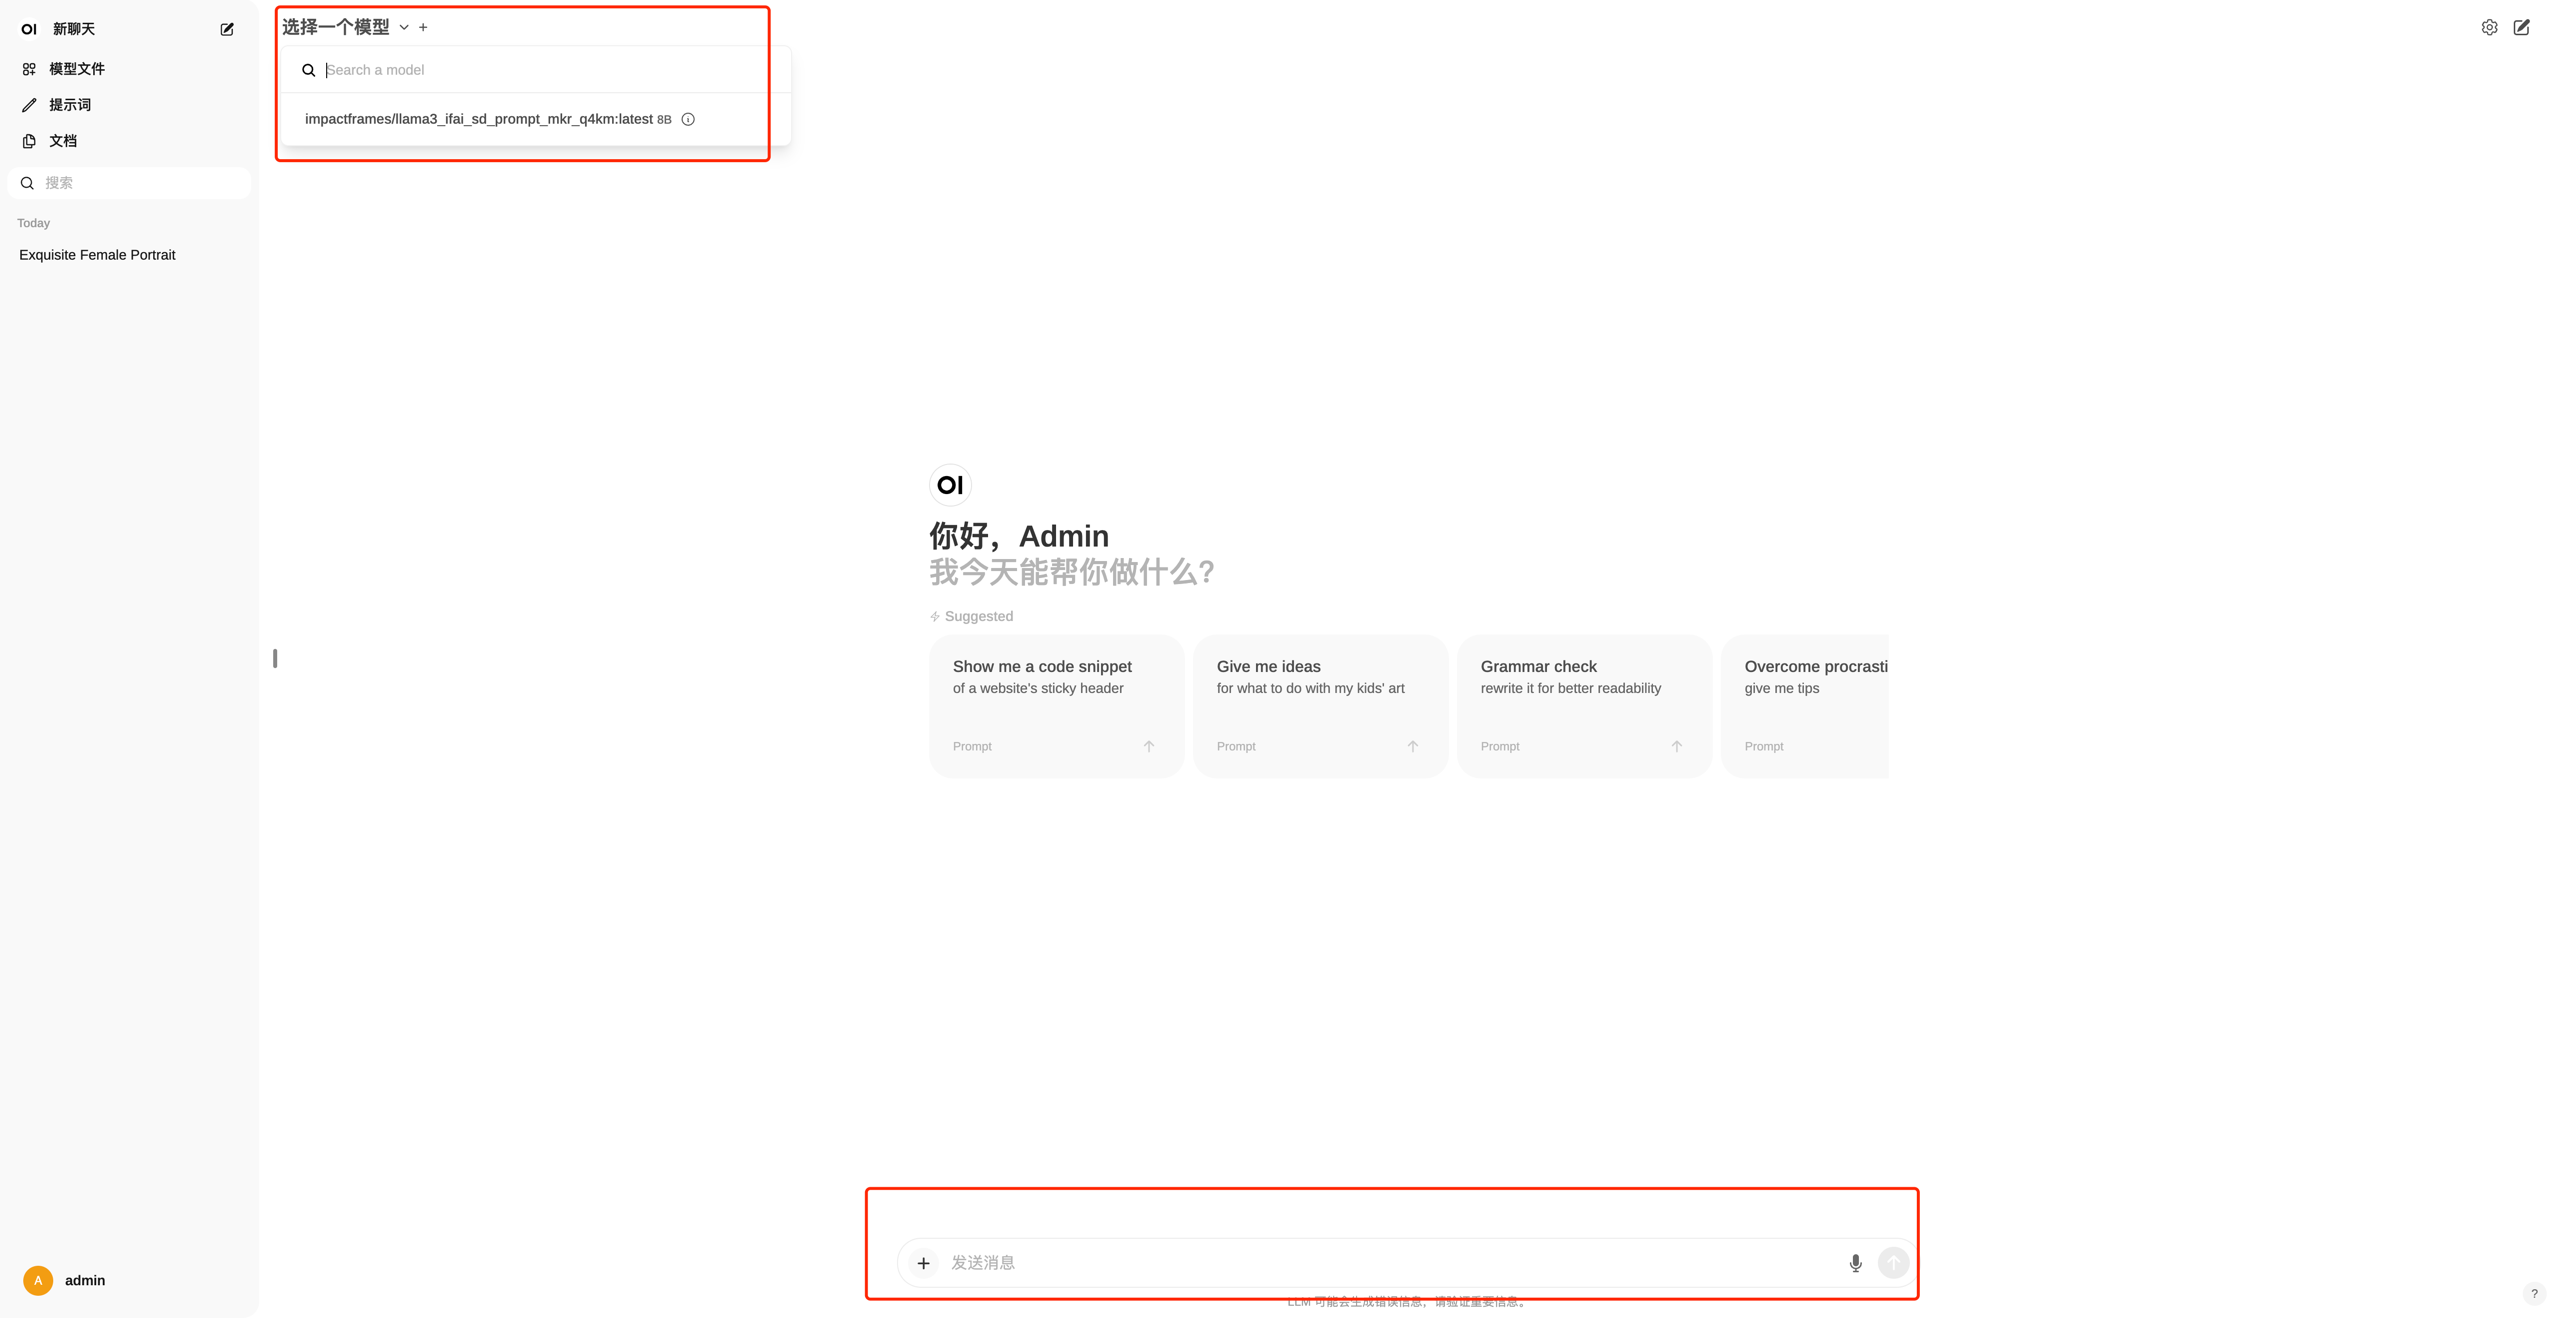 OI 新聊天
模型文件
提示词
文档
搜索
Today
Exquisite Female Portrait
A admin
选择一个模型
Search a model
impactframes/llama3_ifai_sd_prompt_mkr_q4km:latest 8B
OI
你好，Admin
我今天能帮你做什么?
Suggested
Show me a code snippet
of a website's sticky header
Prompt
Give me ideas
for what to do with my kids' art
Prompt
Grammar check
rewrite it for better readability
Prompt
Overcome procrasti
give me tips
Prompt
发送消息
LLM 可能会生成错误信息，请验证重要信息。
?